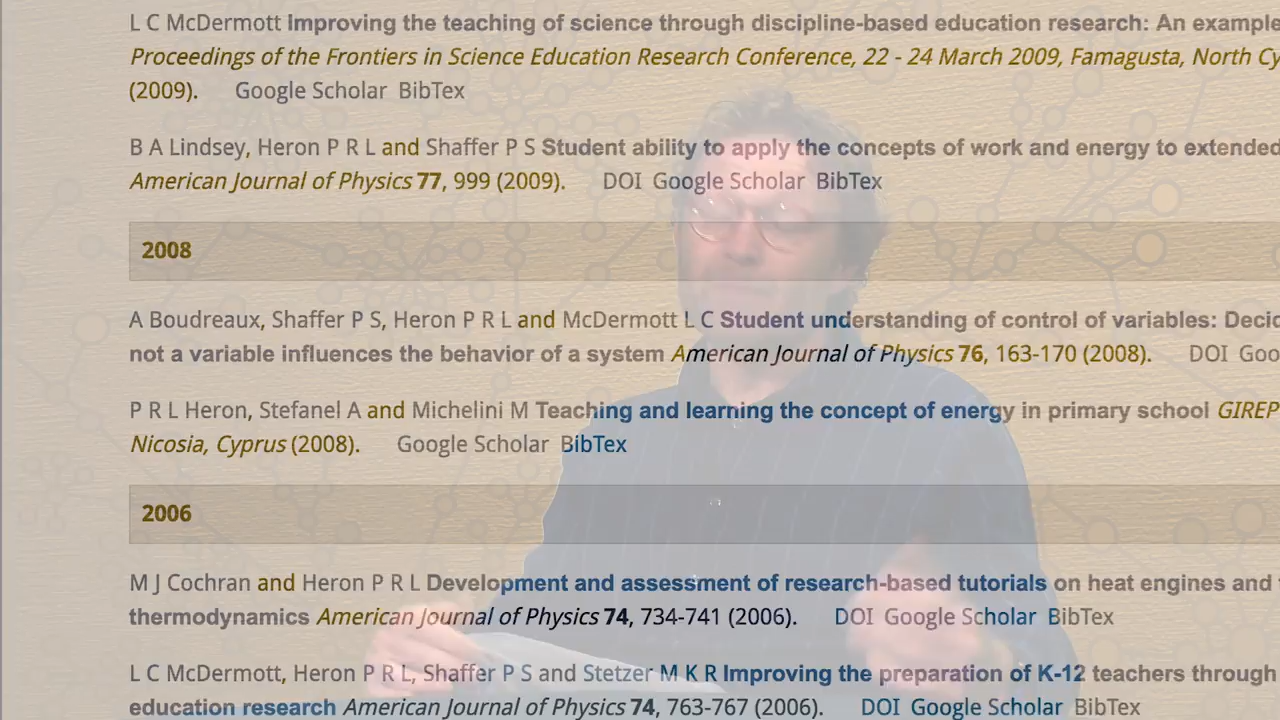 L C McDermott Improving the teaching of science through discipline-based education research: An example
Proceedings of the Frontiers in Science Education Research Conference, 22 - 24 March 2009, Famagusta, North Cy
(2009). Google Scholar BibTex
B A Lindsey, Heron P R L and Shaffer P S Student ability to apply the concepts of work and energy to extended
American Journal of Physics 77, 999 (2009). DOI Google Scholar BibTex
2008
A Boudreaux, Shaffer P S, Heron P R L and McDermott L C Student understanding of control of variables: Decid
not a variable influences the behavior of a system American Journal of Physics 76, 163-170 (2008). DOI Goo
P R L Heron, Stefanel A and Michelini M Teaching and learning the concept of energy in primary school GIREP
Nicosia, Cyprus (2008). Google Scholar BibTex
2006
M J Cochran and Heron P R L Development and assessment of research-based tutorials on heat engines and
thermodynamics American Journal of Physics 74, 734-741 (2006). DOI Google Scholar BibTex
L C McDermott, Heron P R L, Shaffer P S and Stetzer M K R Improving the preparation of K-12 teachers through
education research American Journal of Physics 74, 763-767 (2006). DOI Google Scholar BibTex